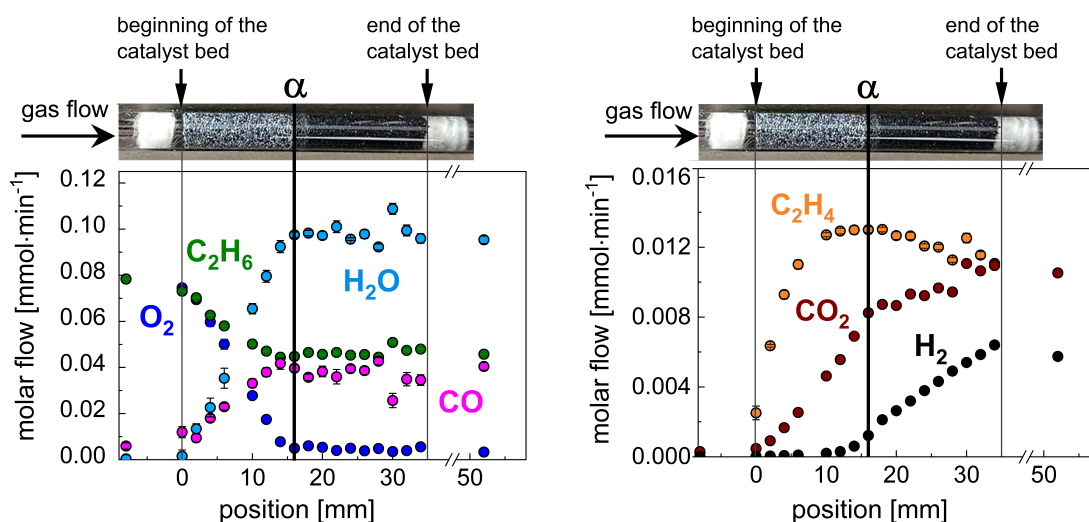 beginning of the
catalyst bed
end of the
catalyst bed
α
gas flow
molar flow [mmol·min⁻¹]
0.12
0.10
0.08
0.06
0.04
0.02
0.00
C₂H₆
O₂
H₂O
CO
0
10
20
30
50
position [mm]
beginning of the
catalyst bed
end of the
catalyst bed
α
gas flow
molar flow [mmol·min⁻¹]
0.016
0.012
0.008
0.004
0.000
C₂H₄
CO₂
H₂
0
10
20
30
52
position [mm]